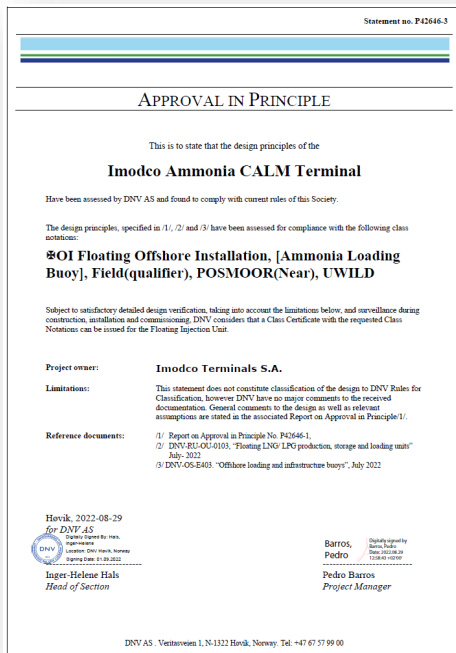 Statement no. P42646-3
APPROVAL IN PRINCIPLE
This is to state that the design principles of the
Imodco Ammonia CALM Terminal
Have been assessed by DNV AS and found to comply with current rules of this Society.
The design principles, specified in /1/, /2/ and /3/ have been assessed for compliance with the following class
notations:
✠OI Floating Offshore Installation, [Ammonia Loading
Buoy], Field(qualifier), POSMOOR(Near), UWILD
Subject to satisfactory detailed design verification, taking into account the limitations below, and surveillance during
construction, installation and commissioning, DNV considers that a Class Certificate with the requested Class
Notations can be issued for the Floating Injection Unit.
Project owner: Imodco Terminals S.A.
Limitations: This statement does not constitute classification of the design to DNV Rules for
Classification, however DNV have no major comments to the received
documentation. General comments to the design as well as relevant
assumptions are stated in the associated Report on Approval in Principle/1/.
Reference documents: /1/ Report on Approval in Principle No. P42646-1,
/2/ DNV-RU-OU-0103, "Floating LNG/ LPG production, storage and loading units"
July- 2022
/3/ DNV-OS-E403. "Offshore loading and infrastructure buoys", July 2022
Høvik, 2022-08-29
for DNV AS
DNV
Digitally Signed By: Hals,
Inger-Helene
Location: DNV Høvik, Norway
Signing Date: 01.09.2022
Inger-Helene Hals
Head of Section
Barros,
Pedro
Digitally signed by
Barros, Pedro
Date: 2022.08.29
12:58:43 +02'00'
Pedro Barros
Project Manager
DNV AS . Veritasveien 1, N-1322 Høvik, Norway. Tel: +47 67 57 99 00